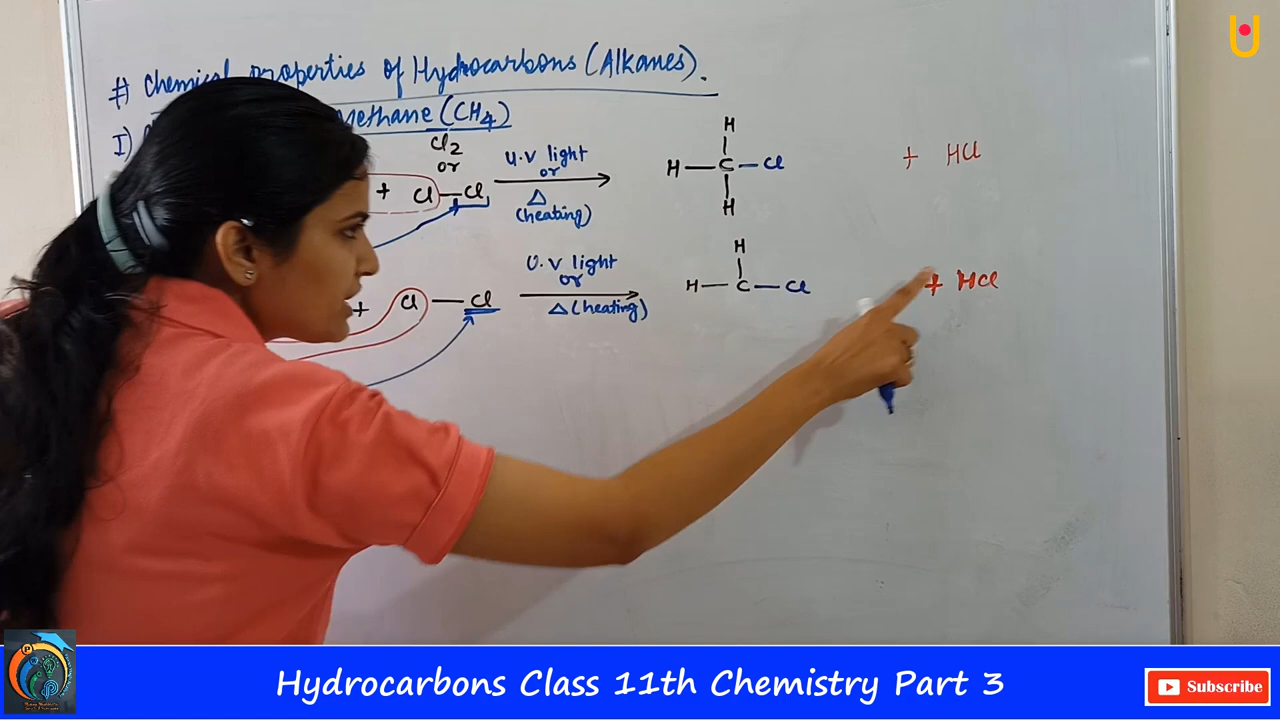 # Chemical properties of Hydrocarbons (Alkanes).
I) Methane (CH4)
Cl2
or
+ Cl — Cl
U.V light
or
△
(heating)
H
H — C — Cl
H
+ HCl
+ Cl — Cl
U.V light
or
△ (heating)
H
H — C — Cl
+ HCl
Hydrocarbons Class 11th Chemistry Part 3
Subscribe